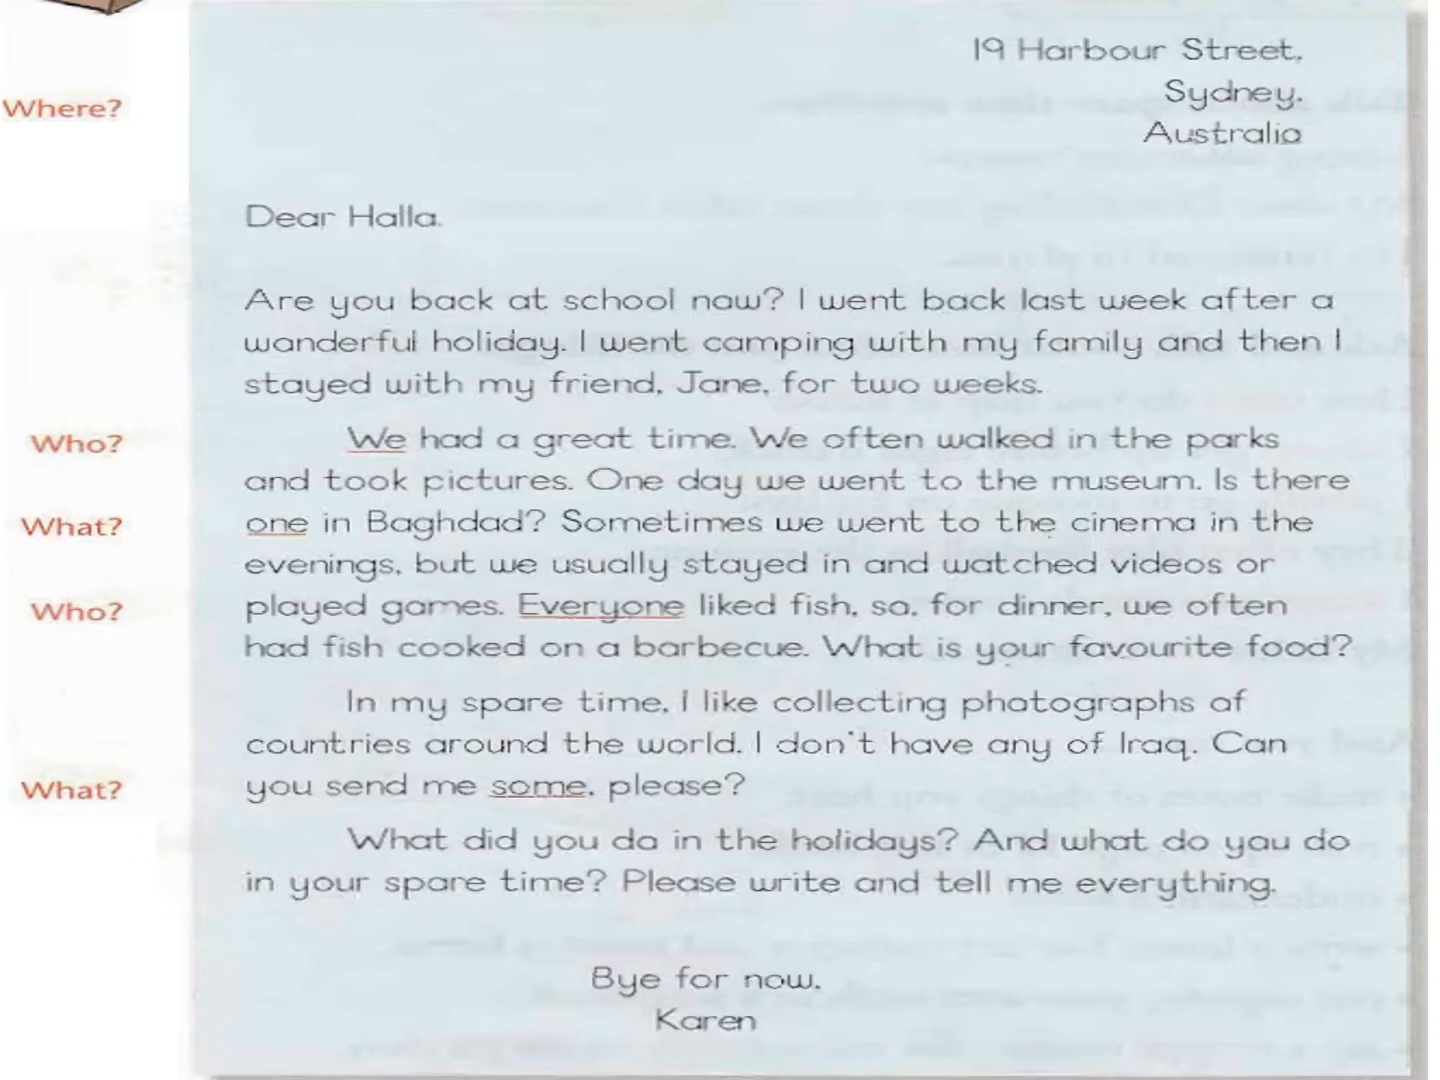 19 Harbour Street,
Sydney,
Where?
Australia
Dear Halla,
Are you back at school now? I went back last week after a
wonderful holiday. I went camping with my family and then I
stayed with my friend, Jane, for two weeks.
Who?
We had a great time. We often walked in the parks
and took pictures. One day we went to the museum. Is there
What?
one in Baghdad? Sometimes we went to the cinema in the
evenings, but we usually stayed in and watched videos or
Who?
played games. Everyone liked fish, so, for dinner, we often
had fish cooked on a barbecue. What is your favourite food?
In my spare time, I like collecting photographs of
countries around the world. I don't have any of Iraq. Can
What?
you send me some, please?
What did you do in the holidays? And what do you do
in your spare time? Please write and tell me everything.
Bye for now,
Karen